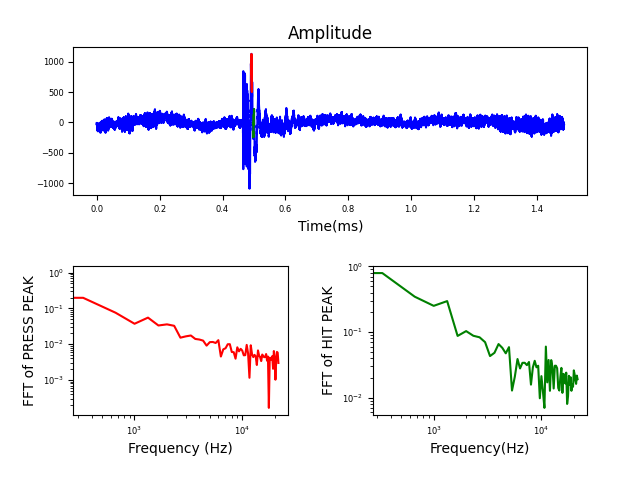 Amplitude
1000
500
0
−500
−1000
0.0 0.2 0.4 0.6 0.8 1.0 1.2 1.4
Time(ms)
FFT of PRESS PEAK
10⁰
10⁻¹
10⁻²
10⁻³
10³ 10⁴
Frequency (Hz)
FFT of HIT PEAK
10⁰
10⁻¹
10⁻²
10³ 10⁴
Frequency(Hz)